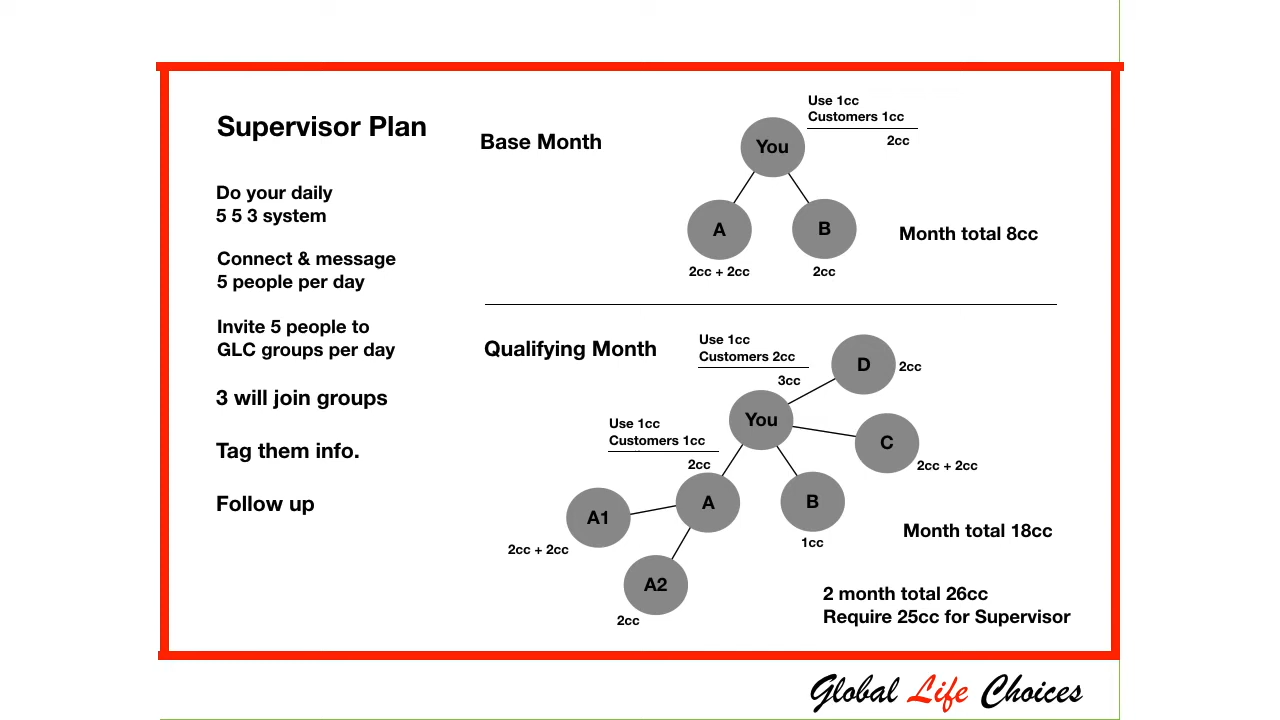 Supervisor Plan
Do your daily
5 5 3 system
Connect & message
5 people per day
Invite 5 people to
GLC groups per day
3 will join groups
Tag them info.
Follow up
Base Month
Use 1cc
Customers 1cc
2cc
You
A
B
2cc + 2cc
2cc
Month total 8cc
Qualifying Month
Use 1cc
Customers 2cc
3cc
D
2cc
You
C
2cc + 2cc
Use 1cc
Customers 1cc
2cc
A
B
1cc
A1
2cc + 2cc
A2
2cc
Month total 18cc
2 month total 26cc
Require 25cc for Supervisor
Global Life Choices